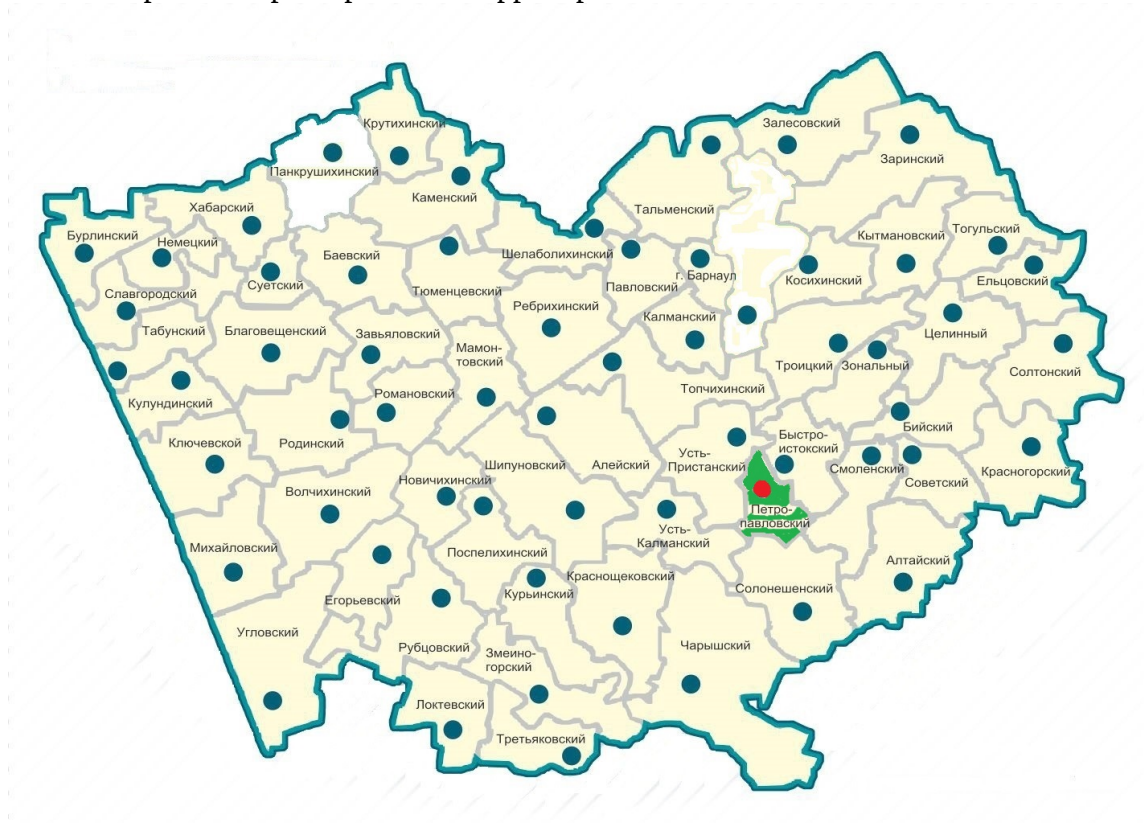 Крутихинский
Залесовский
Заринский
Панкрушихинский
Каменский
Хабарский
Тальменский
Бурлинский
Немецкий
Кытмановский
Тогульский
Шелаболихинский
Баевский
г. Барнаул
Косихинский
Ельцовский
Суетский
Павловский
Славгородский
Тюменцевский
Ребрихинский
Калманский
Табунский
Благовещенский
Завьяловский
Целинный
Мамон-
товский
Троицкий
Зональный
Солтонский
Топчихинский
Романовский
Кулундинский
Бийский
Ключевской
Родинский
Быстро-
истокский
Усть-
Пристанский
Шипуновский
Алейский
Смоленский
Советский
Красногорский
Новичихинский
Волчихинский
Петро-
павловский
Усть-
Калманский
Михайловский
Поспелихинский
Алтайский
Краснощековский
Солонешенский
Курьинский
Егорьевский
Угловский
Рубцовский
Чарышский
Змеино-
горский
Локтевский
Третьяковский